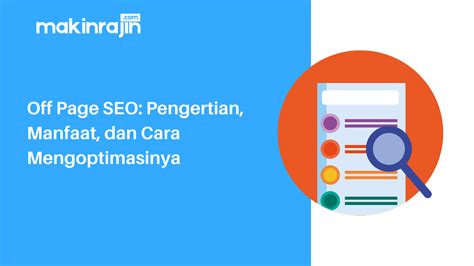 makinrajin
.com
Off Page SEO: Pengertian,
Manfaat, dan Cara
Mengoptimasinya